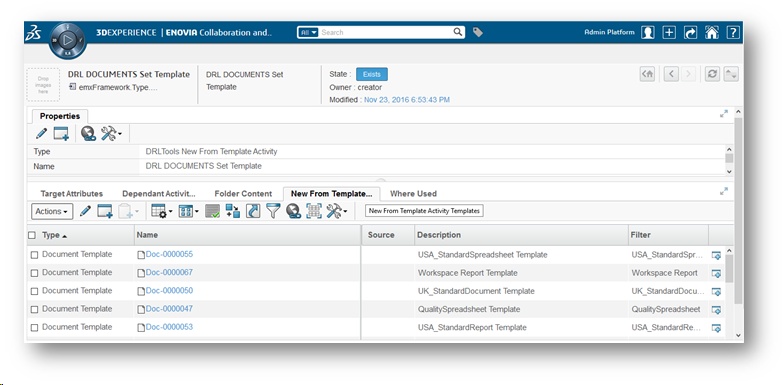 3DEXPERIENCE | ENOVIA Collaboration and..
All
Search
Admin Platform
Drop images here
DRL DOCUMENTS Set Template
emxFramework.Type....
DRL DOCUMENTS Set
Template
State : Exists
Owner : creator
Modified : Nov 23, 2016 6:53:43 PM
Properties
Type DRLTools New From Template Activity
Name DRL DOCUMENTS Set Template
Target Attributes Dependant Activit... Folder Content New From Template... Where Used
Actions
New From Template Activity Templates
Type Name Source Description Filter
Document Template Doc-0000055 USA_StandardSpreadsheet Template USA_StandardSpr...
Document Template Doc-0000067 Workspace Report Template Workspace Report
Document Template Doc-0000050 UK_StandardDocument Template UK_StandardDocu...
Document Template Doc-0000047 QualitySpreadsheet Template QualitySpreadsheet
Document Template Doc-0000053 USA_StandardReport Template USA_StandardRe...